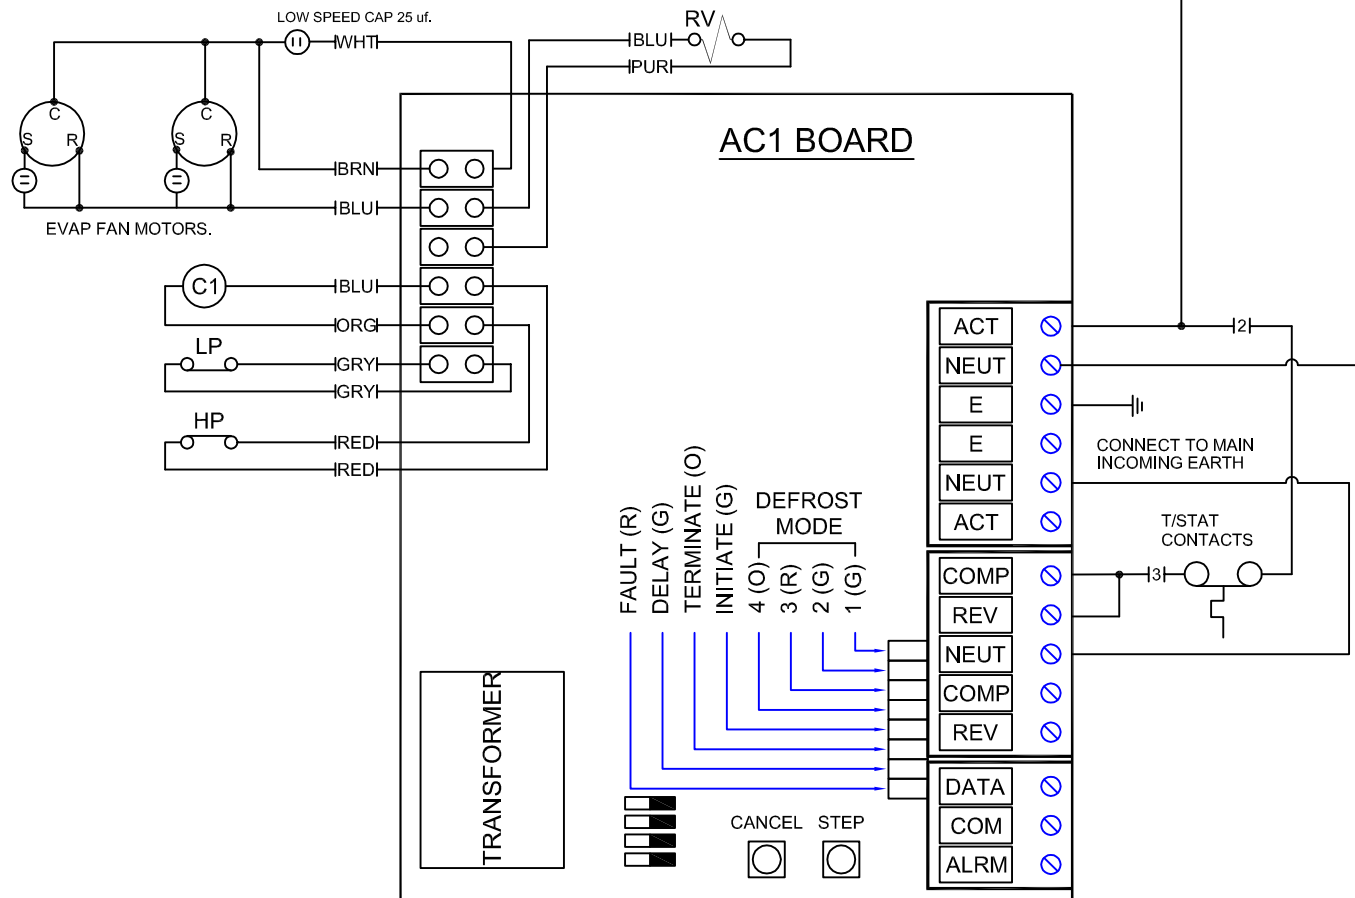 LOW SPEED CAP 25 uf.
WHT
RV
BLU
PUR
C
S
R
C
S
R
BRN
BLU
EVAP FAN MOTORS.
AC1 BOARD
C1
BLU
ORG
LP
GRY
GRY
HP
RED
RED
ACT
2
NEUT
E
E
CONNECT TO MAIN
INCOMING EARTH
NEUT
ACT
T/STAT
CONTACTS
COMP
3
REV
NEUT
COMP
REV
DATA
COM
ALRM
DEFROST
MODE
FAULT (R)
DELAY (G)
TERMINATE (O)
INITIATE (G)
4 (O)
3 (R)
2 (G)
1 (G)
TRANSFORMER
CANCEL
STEP